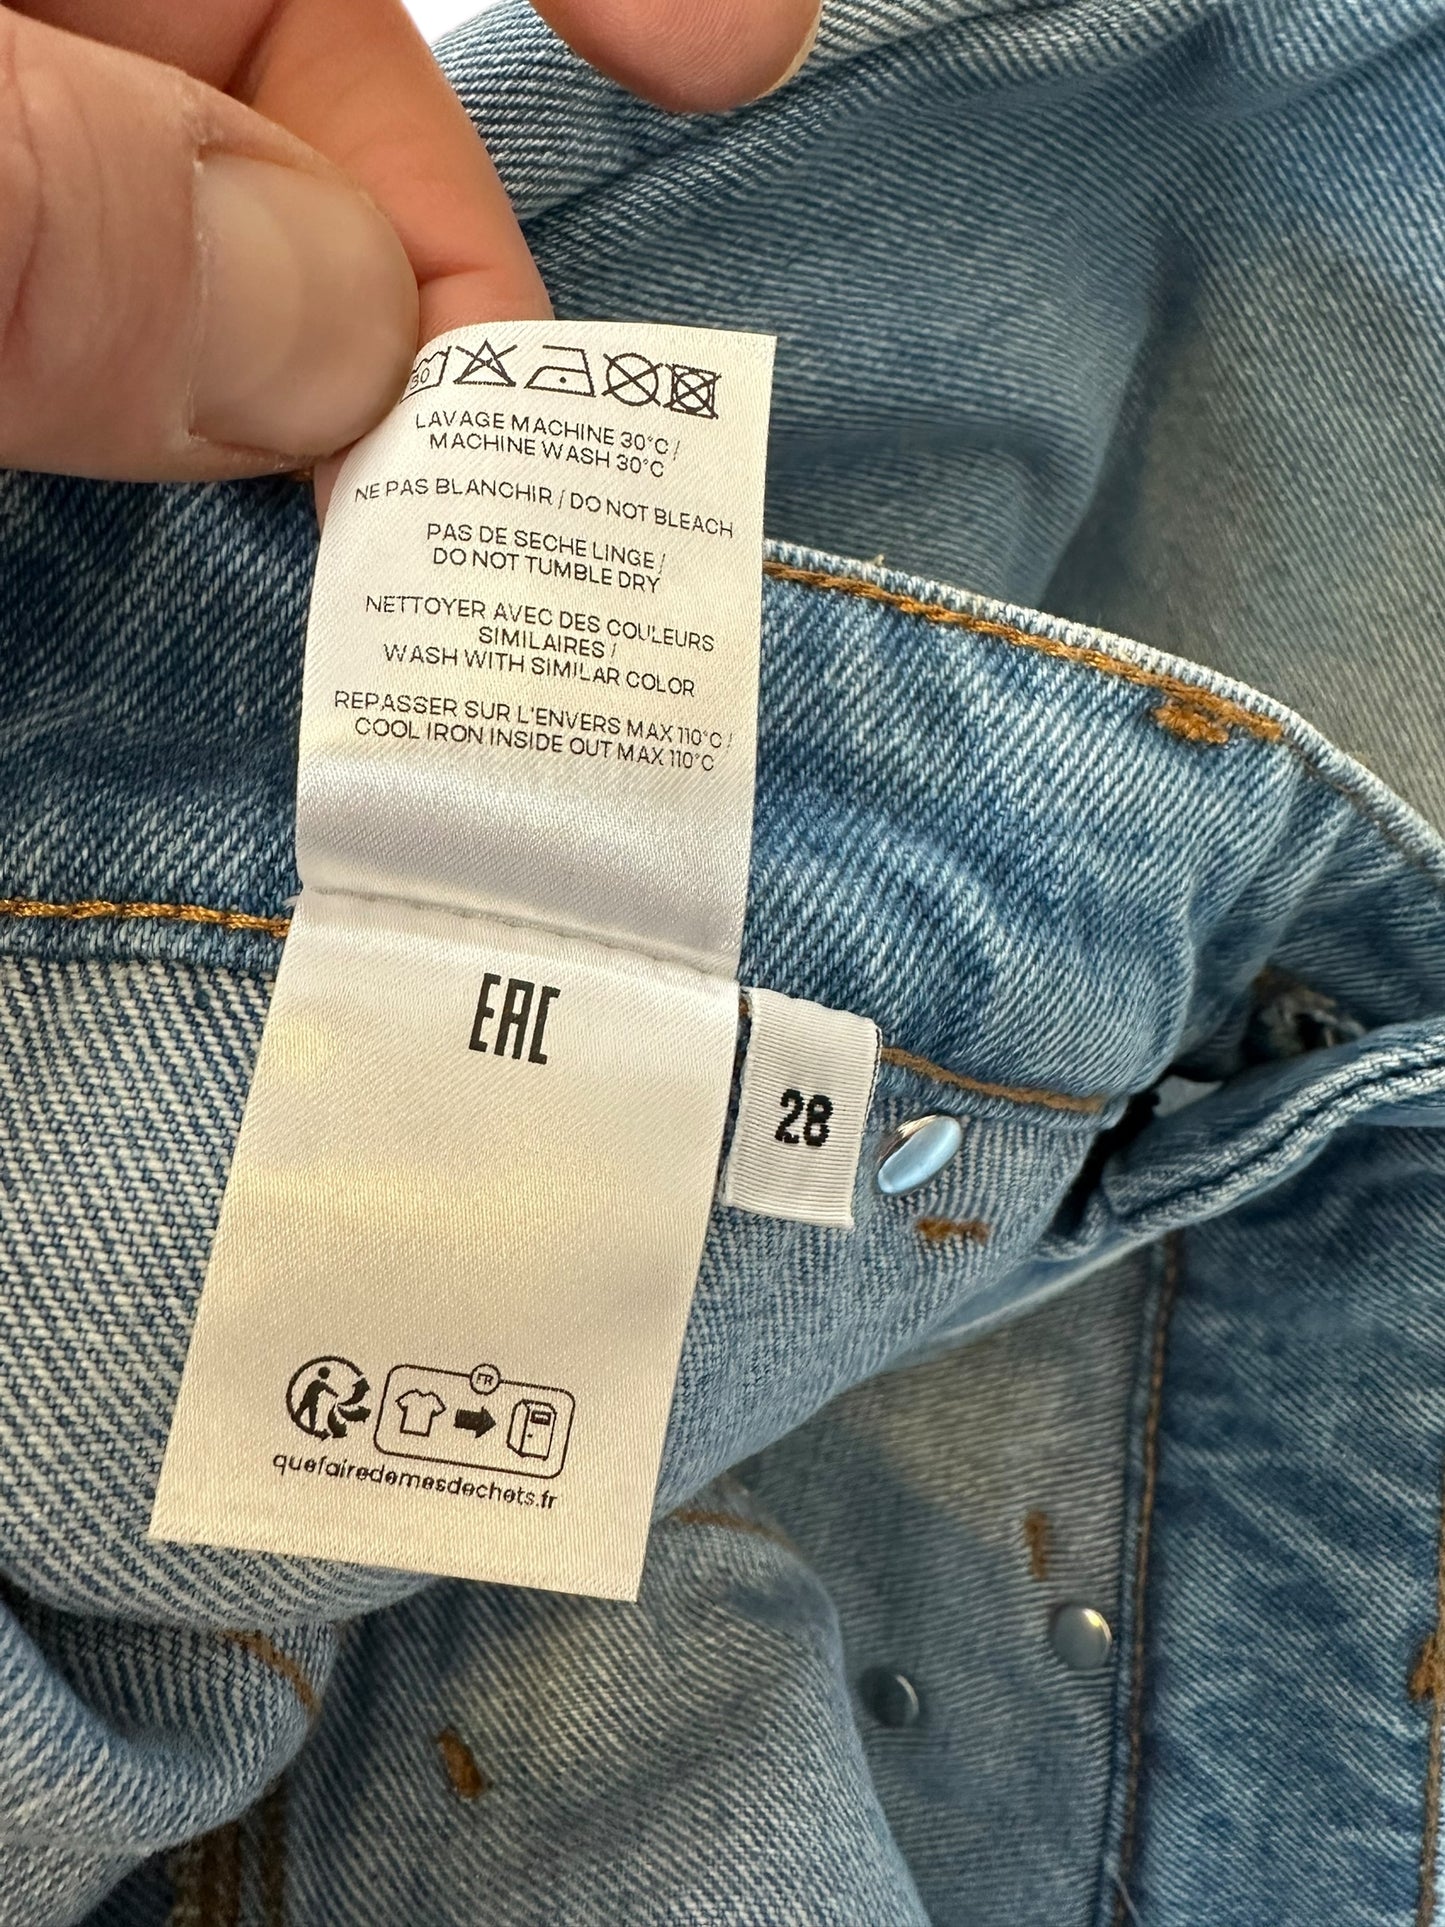 30
LAVAGE MACHINE 30°C /
MACHINE WASH 30°C
NE PAS BLANCHIR / DO NOT BLEACH
PAS DE SECHE LINGE /
DO NOT TUMBLE DRY
NETTOYER AVEC DES COULEURS
SIMILAIRES /
WASH WITH SIMILAR COLOR
REPASSER SUR L'ENVERS MAX 110°C /
COOL IRON INSIDE OUT MAX 110°C
EAC
28
FR
quefairedemesdechets.fr